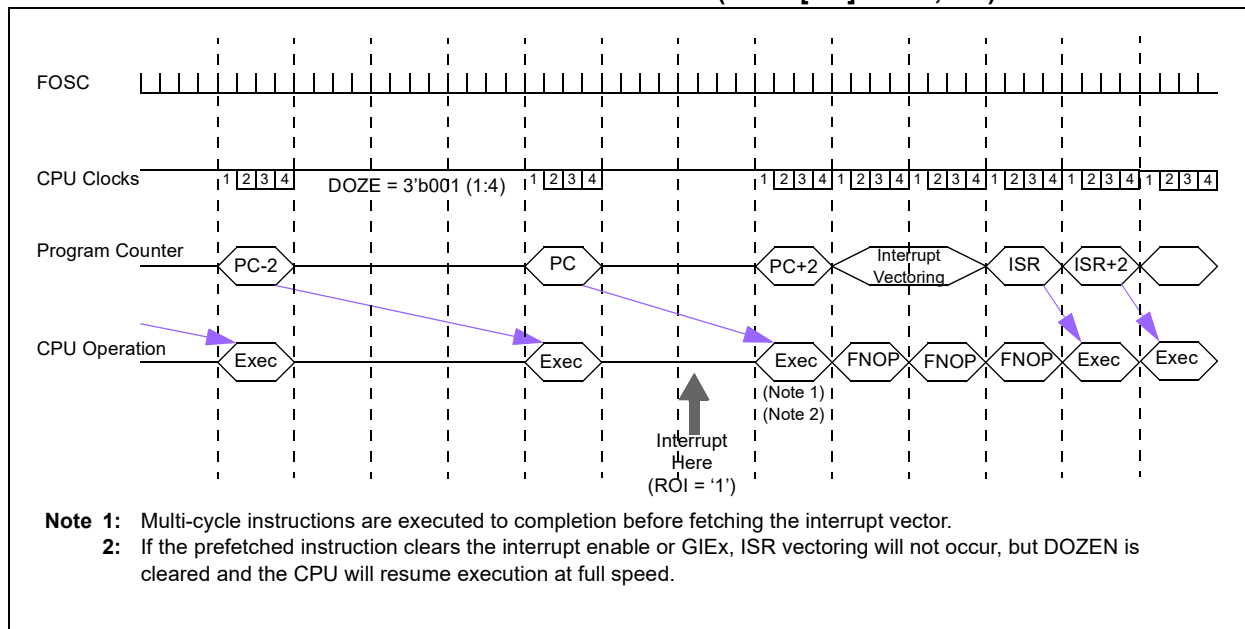 FOSC
CPU Clocks 1 2 3 4 DOZE = 3'b001 (1:4) 1 2 3 4 1 2 3 4 1 2 3 4 1 2 3 4 1 2 3 4 1 2 3 4 1 2 3 4
Program Counter PC-2 PC PC+2 Interrupt Vectoring ISR ISR+2
CPU Operation Exec Exec Exec FNOP FNOP FNOP Exec Exec
(Note 1)
(Note 2)
Interrupt
Here
(ROI = ‘1’)
Note 1: Multi-cycle instructions are executed to completion before fetching the interrupt vector.
2: If the prefetched instruction clears the interrupt enable or GIEx, ISR vectoring will not occur, but DOZEN is
cleared and the CPU will resume execution at full speed.